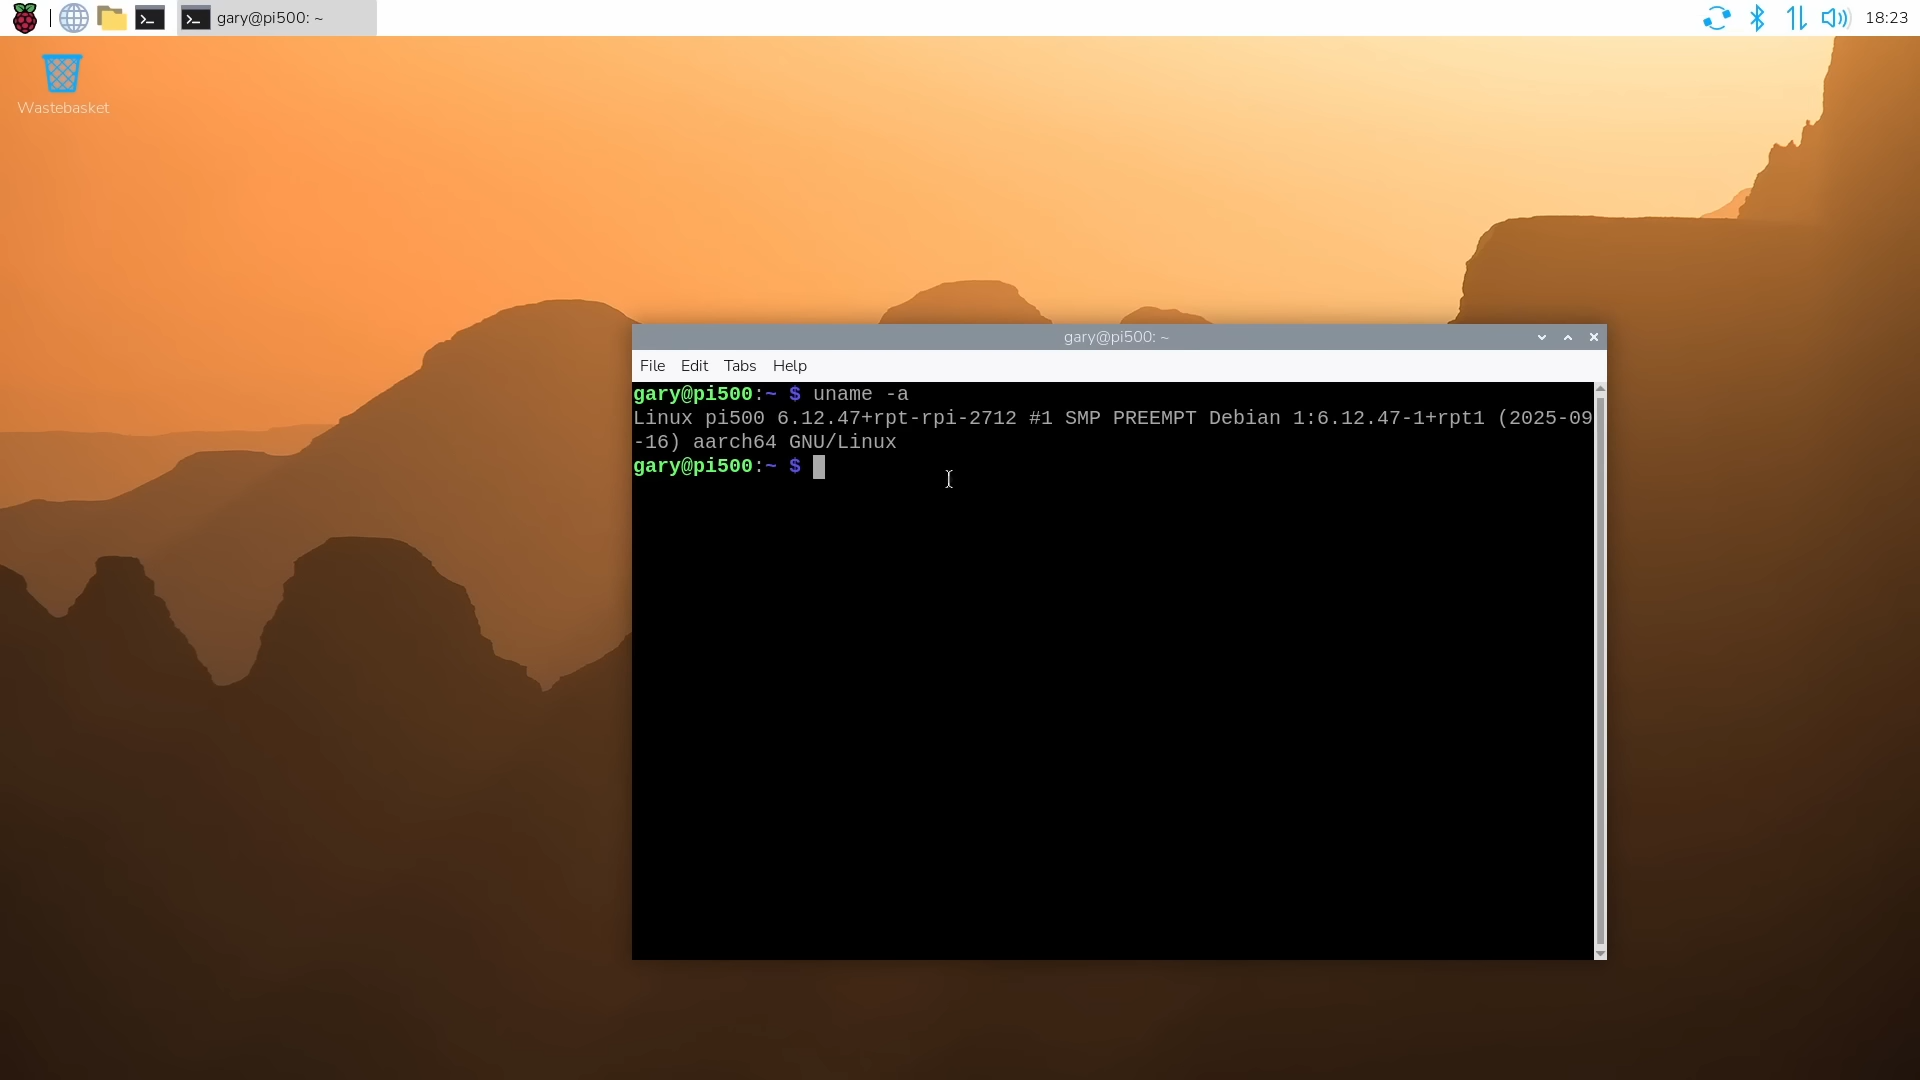 gary@pi500: ~
18:23
Wastebasket
gary@pi500: ~
File Edit Tabs Help
gary@pi500:~ $ uname -a
Linux pi500 6.12.47+rpt-rpi-2712 #1 SMP PREEMPT Debian 1:6.12.47-1+rpt1 (2025-09
-16) aarch64 GNU/Linux
gary@pi500:~ $